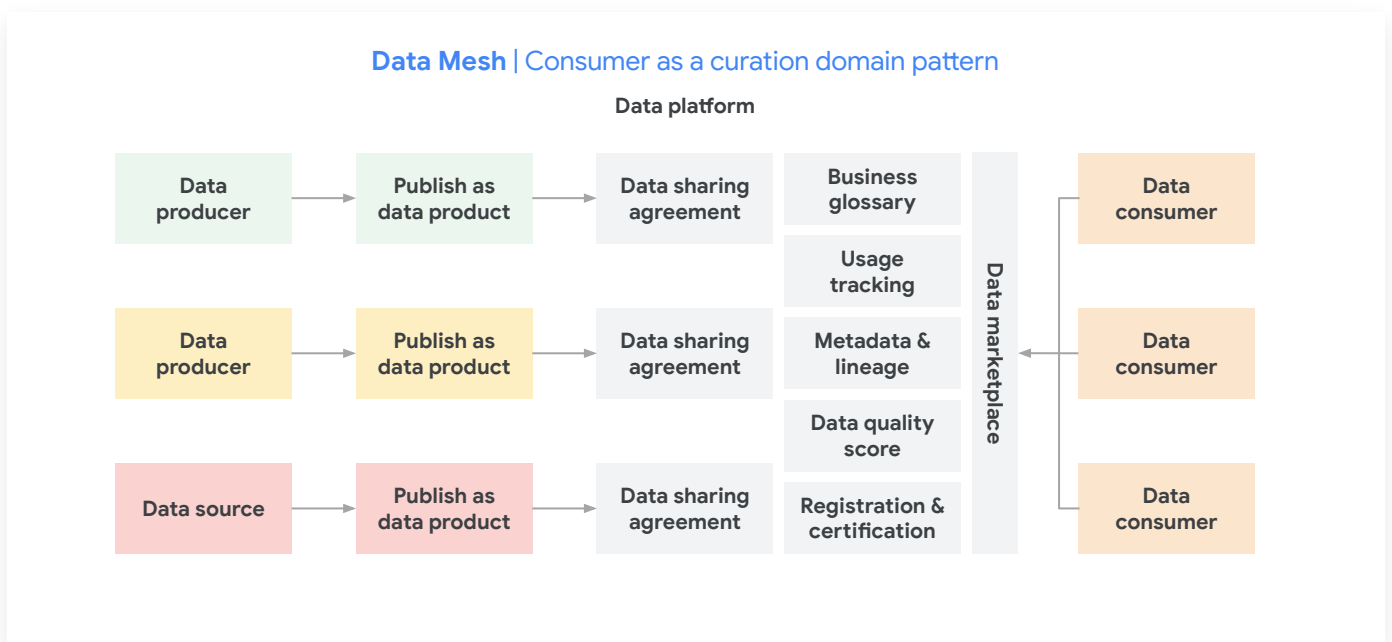 Data Mesh | Consumer as a curation domain pattern
Data platform
Data
producer
Publish as
data product
Data sharing
agreement
Business
glossary
Data
consumer
Usage
tracking
Data
producer
Publish as
data product
Data sharing
agreement
Metadata &
lineage
Data marketplace
Data
consumer
Data quality
score
Data source
Publish as
data product
Data sharing
agreement
Registration &
certification
Data
consumer